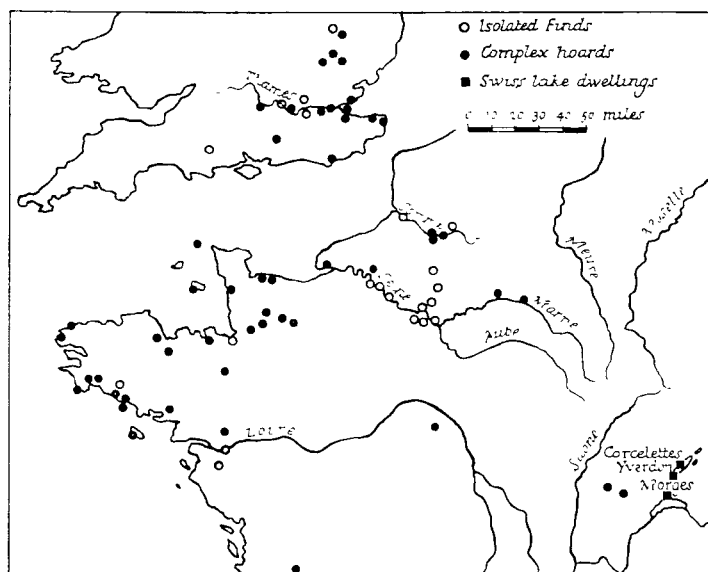 Isolated Finds
Complex hoards
Swiss lake dwellings
0 10 20 30 40 50 miles
Thames
Somme
Seine
Marne
Aube
Meuse
Moselle
Loire
Saone
Corcelettes
Yverdon
Morges